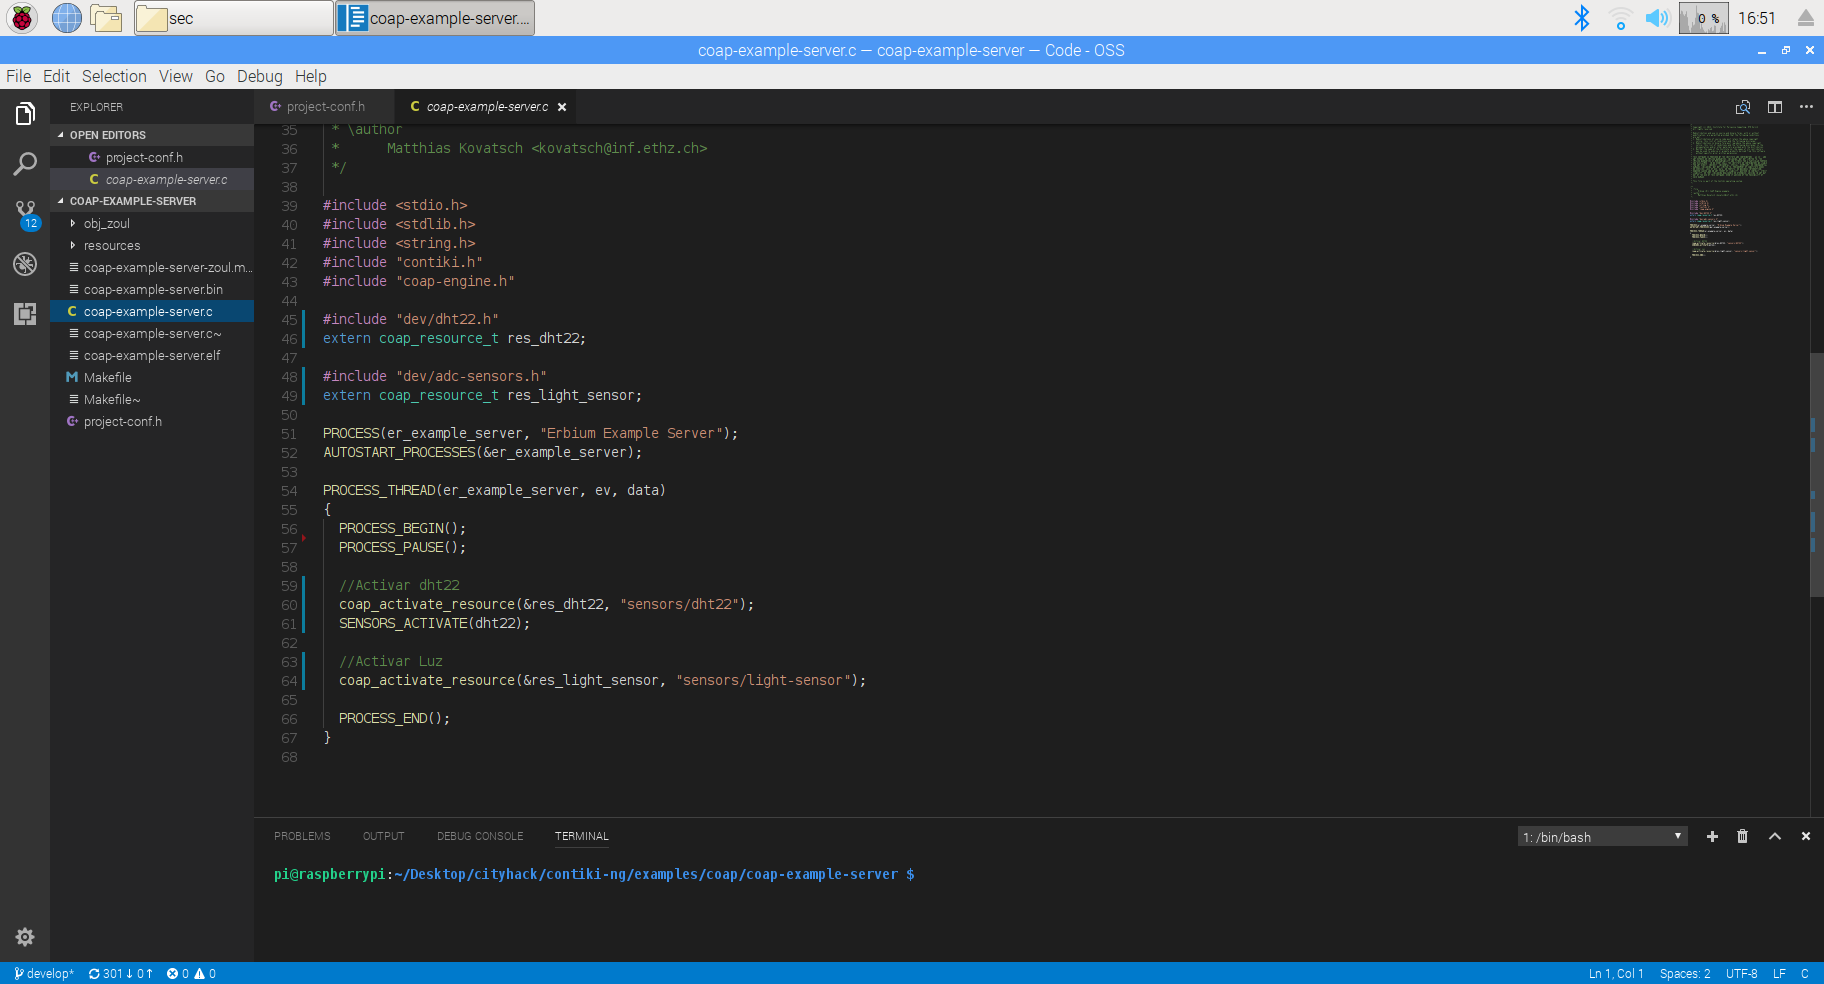 sec
coap-example-server....
0 %
16:51
coap-example-server.c — coap-example-server — Code - OSS
File Edit Selection View Go Debug Help
EXPLORER
OPEN EDITORS
project-conf.h
coap-example-server.c
COAP-EXAMPLE-SERVER
12
obj_zoul
resources
coap-example-server-zoul.m...
coap-example-server.bin
coap-example-server.c
coap-example-server.c~
coap-example-server.elf
Makefile
Makefile~
project-conf.h
project-conf.h
coap-example-server.c
35 * \author
36 *      Matthias Kovatsch <kovatsch@inf.ethz.ch>
37 */
38
39 #include <stdio.h>
40 #include <stdlib.h>
41 #include <string.h>
42 #include "contiki.h"
43 #include "coap-engine.h"
44
45 #include "dev/dht22.h"
46 extern coap_resource_t res_dht22;
47
48 #include "dev/adc-sensors.h"
49 extern coap_resource_t res_light_sensor;
50
51 PROCESS(er_example_server, "Erbium Example Server");
52 AUTOSTART_PROCESSES(&er_example_server);
53
54 PROCESS_THREAD(er_example_server, ev, data)
55 {
56   PROCESS_BEGIN();
57   PROCESS_PAUSE();
58
59   //Activar dht22
60   coap_activate_resource(&res_dht22, "sensors/dht22");
61   SENSORS_ACTIVATE(dht22);
62
63   //Activar Luz
64   coap_activate_resource(&res_light_sensor, "sensors/light-sensor");
65
66   PROCESS_END();
67 }
68
PROBLEMS OUTPUT DEBUG CONSOLE TERMINAL
1: /bin/bash
pi@raspberrypi:~/Desktop/cityhack/contiki-ng/examples/coap/coap-example-server $
develop* 301↓ 0↑ 0 0
Ln 1, Col 1 Spaces: 2 UTF-8 LF C